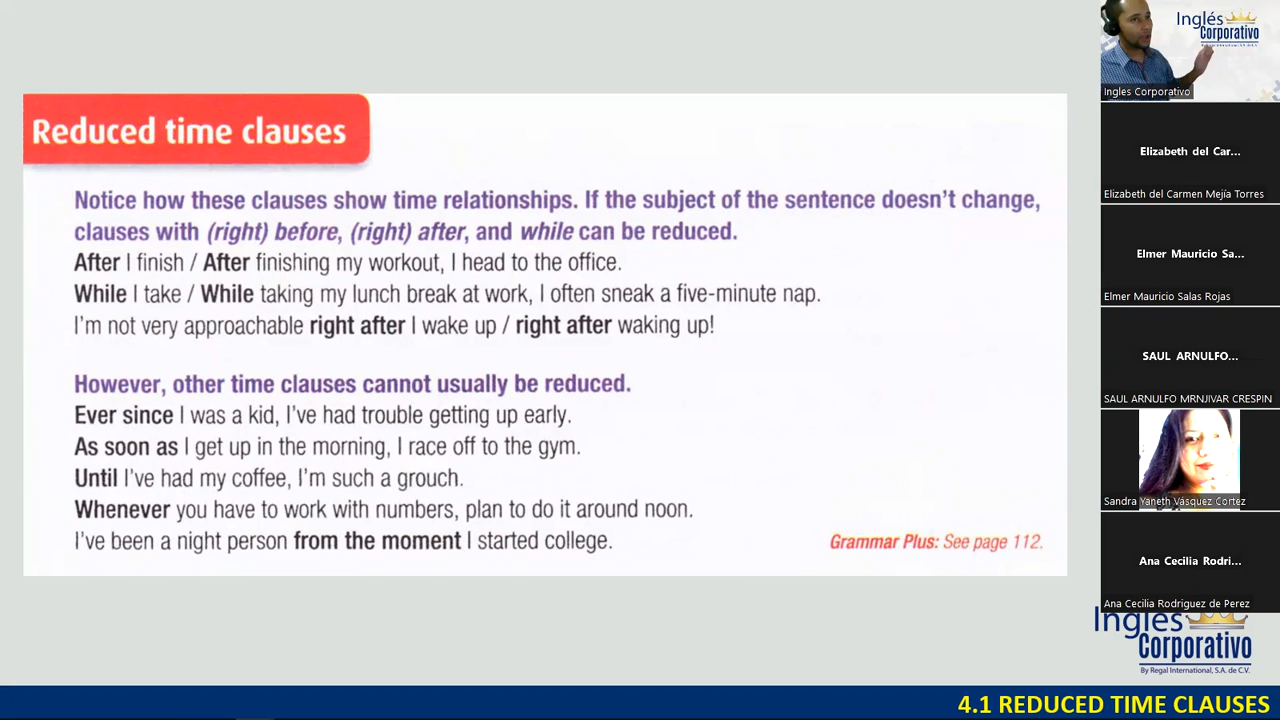 Reduced time clauses
Notice how these clauses show time relationships. If the subject of the sentence doesn't change,
clauses with (right) before, (right) after, and while can be reduced.
After I finish / After finishing my workout, I head to the office.
While I take / While taking my lunch break at work, I often sneak a five-minute nap.
I'm not very approachable right after I wake up / right after waking up!
However, other time clauses cannot usually be reduced.
Ever since I was a kid, I've had trouble getting up early.
As soon as I get up in the morning, I race off to the gym.
Until I've had my coffee, I'm such a grouch.
Whenever you have to work with numbers, plan to do it around noon.
I've been a night person from the moment I started college.
Grammar Plus: See page 112.
Inglés
Corporativo
Ingles Corporativo
Elizabeth del Car...
Elizabeth del Carmen Mejía Torres
Elmer Mauricio Sa...
Elmer Mauricio Salas Rojas
SAUL ARNULFO...
SAUL ARNULFO MRNJIVAR CRESPIN
Sandra Yaneth Vásquez Cortez
Ana Cecilia Rodri...
Ana Cecilia Rodriguez de Perez
Inglés
Corporativo
By Regal International, S.A. de C.V.
4.1 REDUCED TIME CLAUSES